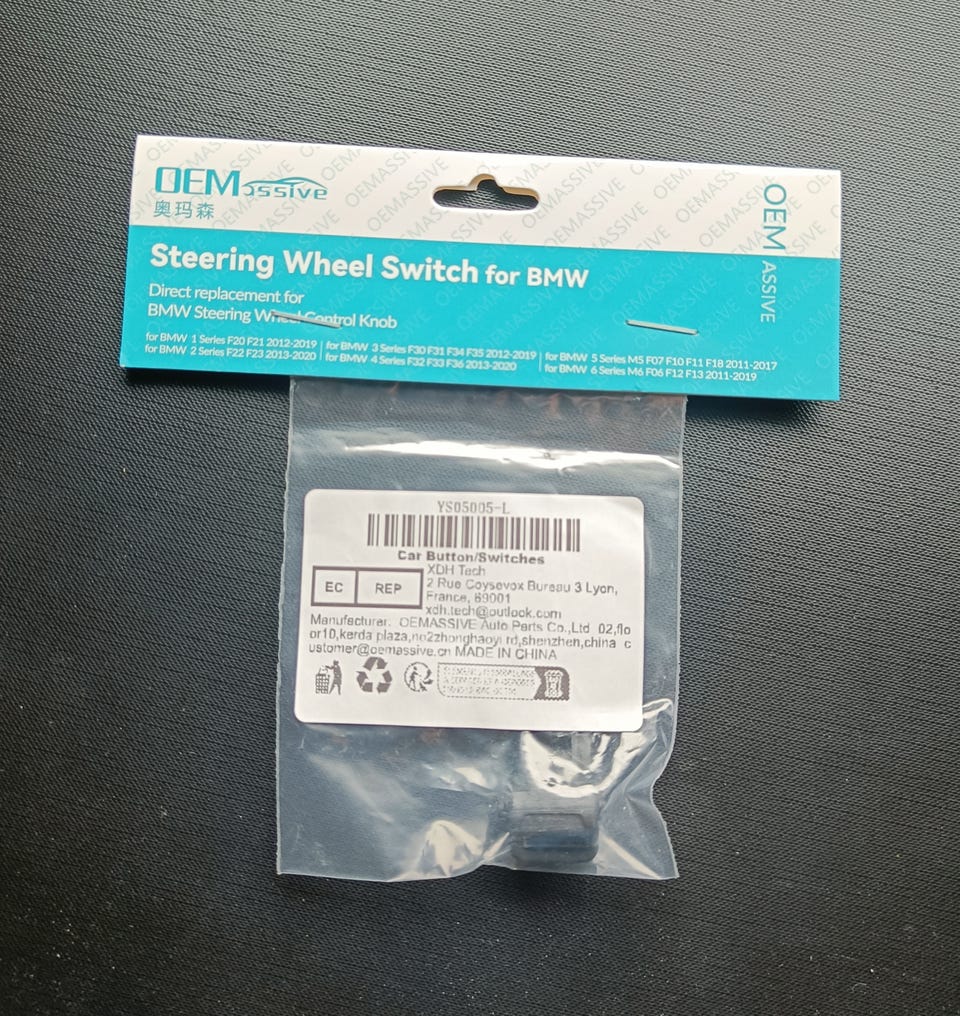 OEMassive
奥玛森
OEM ASSIVE
Steering Wheel Switch for BMW
Direct replacement for
BMW Steering Wheel Control Knob
for BMW 1 Series F20 F21 2012-2019
for BMW 2 Series F22 F23 2013-2020
for BMW 3 Series F30 F31 F34 F35 2012-2019
for BMW 4 Series F32 F33 F36 2013-2020
for BMW 5 Series M5 F07 F10 F11 F18 2011-2017
for BMW 6 Series M6 F06 F12 F13 2011-2019
YS05005-L
Car Button/Switches
EC REP
XDH Tech
2 Rue Coysevox Bureau 3 Lyon,
France, 69001
xdh.tech@outlook.com
Manufacturer: OEMASSIVE Auto Parts Co.,Ltd 02,flo
or10,kerda plaza,no2zhonghaoyi rd,shenzhen,china c
ustomer@oemassive.cn MADE IN CHINA